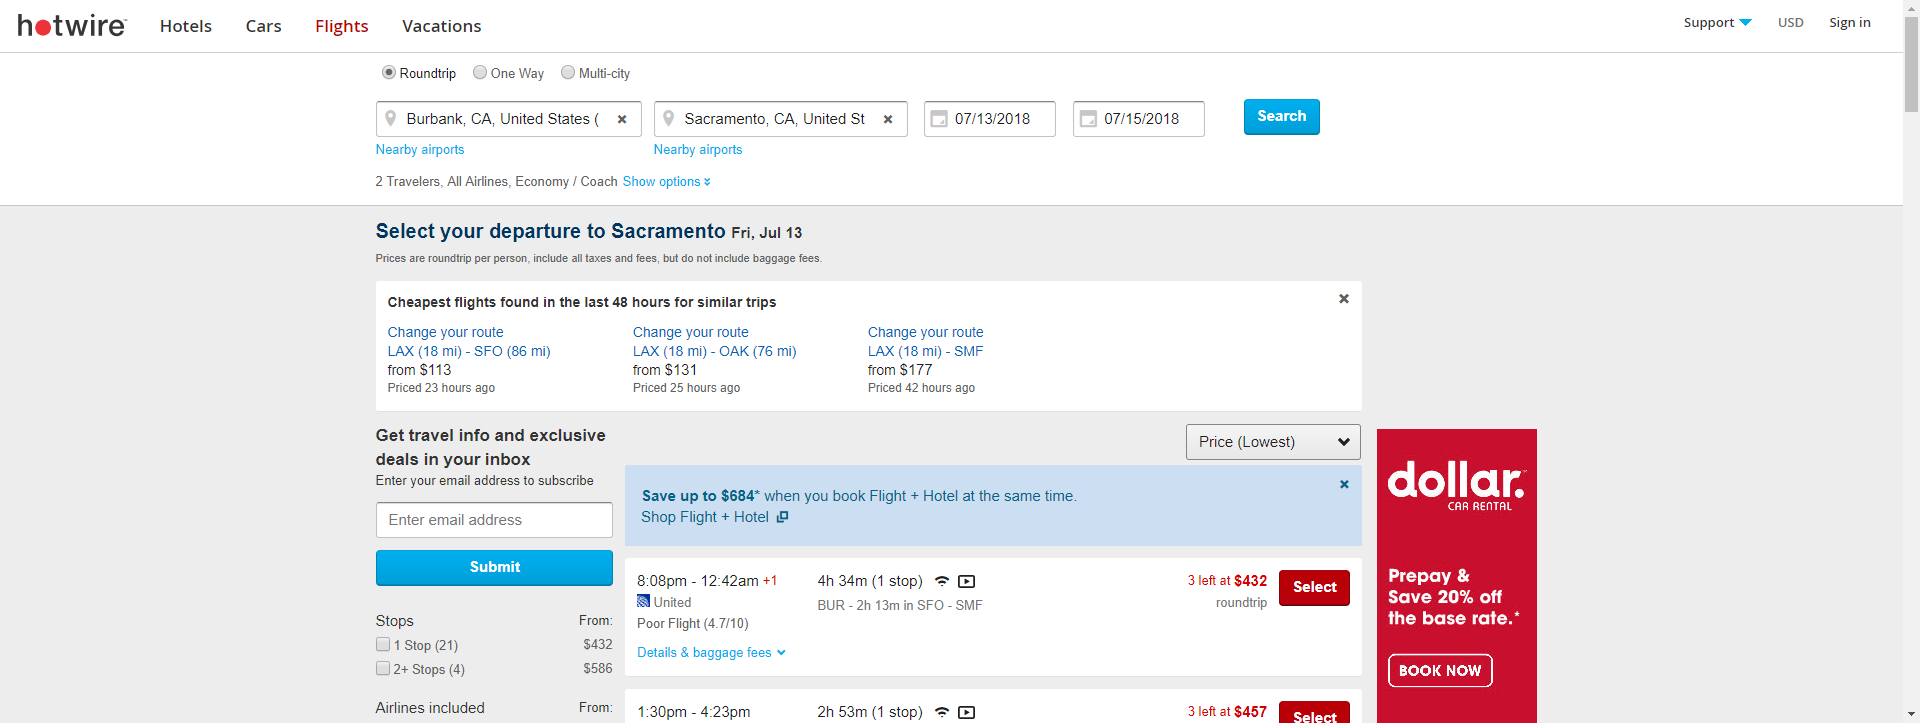 hotwire
Hotels Cars Flights Vacations
Support USD Sign in
Roundtrip One Way Multi-city
Burbank, CA, United States (
Sacramento, CA, United St
07/13/2018
07/15/2018
Search
Nearby airports
Nearby airports
2 Travelers, All Airlines, Economy / Coach Show options
Select your departure to Sacramento Fri, Jul 13
Prices are roundtrip per person, include all taxes and fees, but do not include baggage fees.
Cheapest flights found in the last 48 hours for similar trips
Change your route
LAX (18 mi) - SFO (86 mi)
from $113
Priced 23 hours ago
Change your route
LAX (18 mi) - OAK (76 mi)
from $131
Priced 25 hours ago
Change your route
LAX (18 mi) - SMF
from $177
Priced 42 hours ago
Get travel info and exclusive
deals in your inbox
Enter your email address to subscribe
Enter email address
Submit
Stops From:
1 Stop (21) $432
2+ Stops (4) $586
Airlines included From:
Price (Lowest)
Save up to $684* when you book Flight + Hotel at the same time.
Shop Flight + Hotel
8:08pm - 12:42am +1
United
Poor Flight (4.7/10)
Details & baggage fees
4h 34m (1 stop)
BUR - 2h 13m in SFO - SMF
3 left at $432
roundtrip
Select
1:30pm - 4:23pm
2h 53m (1 stop)
3 left at $457
Select
dollar.
CAR RENTAL
Prepay &
Save 20% off
the base rate.*
BOOK NOW